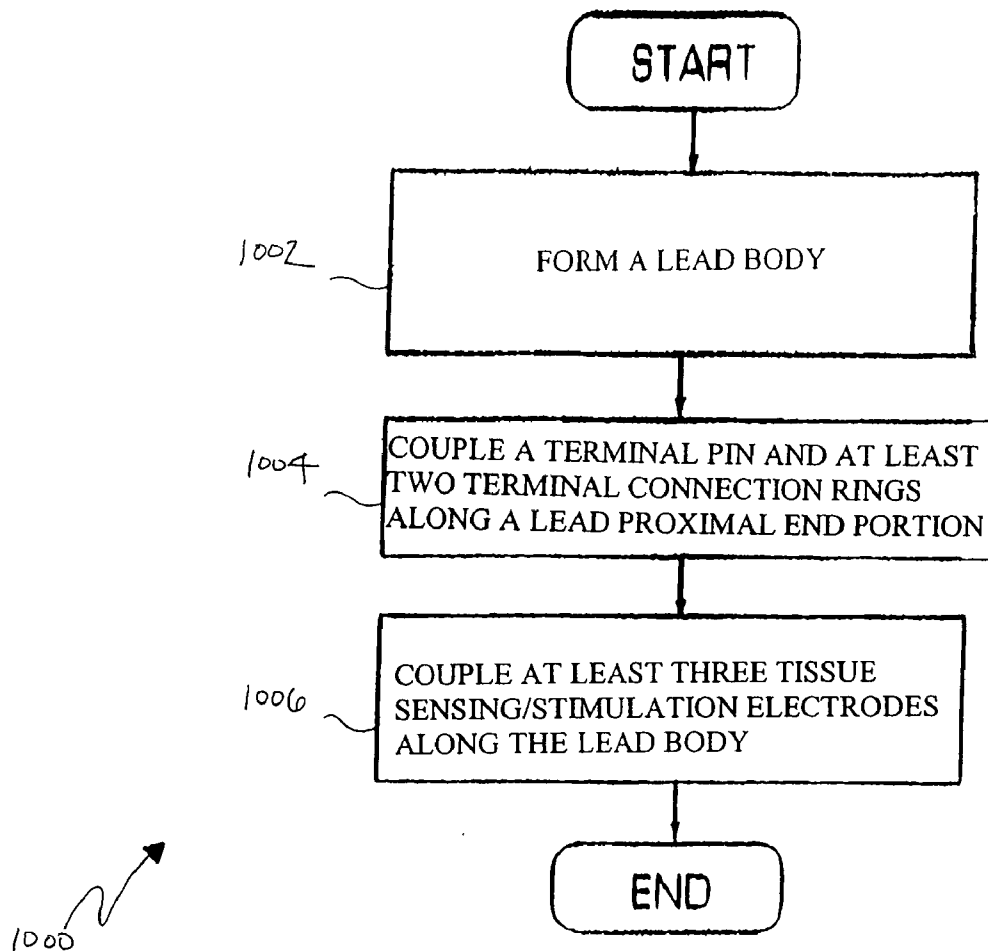 START
1002
FORM A LEAD BODY
1004
COUPLE A TERMINAL PIN AND AT LEAST
TWO TERMINAL CONNECTION RINGS
ALONG A LEAD PROXIMAL END PORTION
1006
COUPLE AT LEAST THREE TISSUE
SENSING/STIMULATION ELECTRODES
ALONG THE LEAD BODY
END
1000